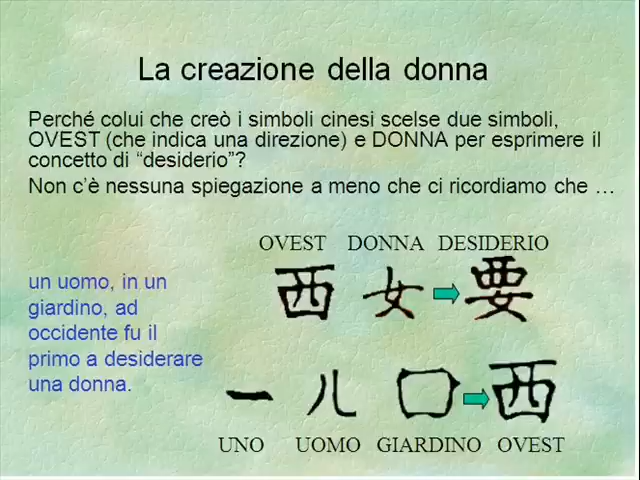 La creazione della donna
Perché colui che creò i simboli cinesi scelse due simboli,
OVEST (che indica una direzione) e DONNA per esprimere il
concetto di “desiderio”?
Non c’è nessuna spiegazione a meno che ci ricordiamo che …
OVEST DONNA DESIDERIO
西 女 要
un uomo, in un
giardino, ad
occidente fu il
primo a desiderare
una donna.
一 儿 口 西
UNO UOMO GIARDINO OVEST